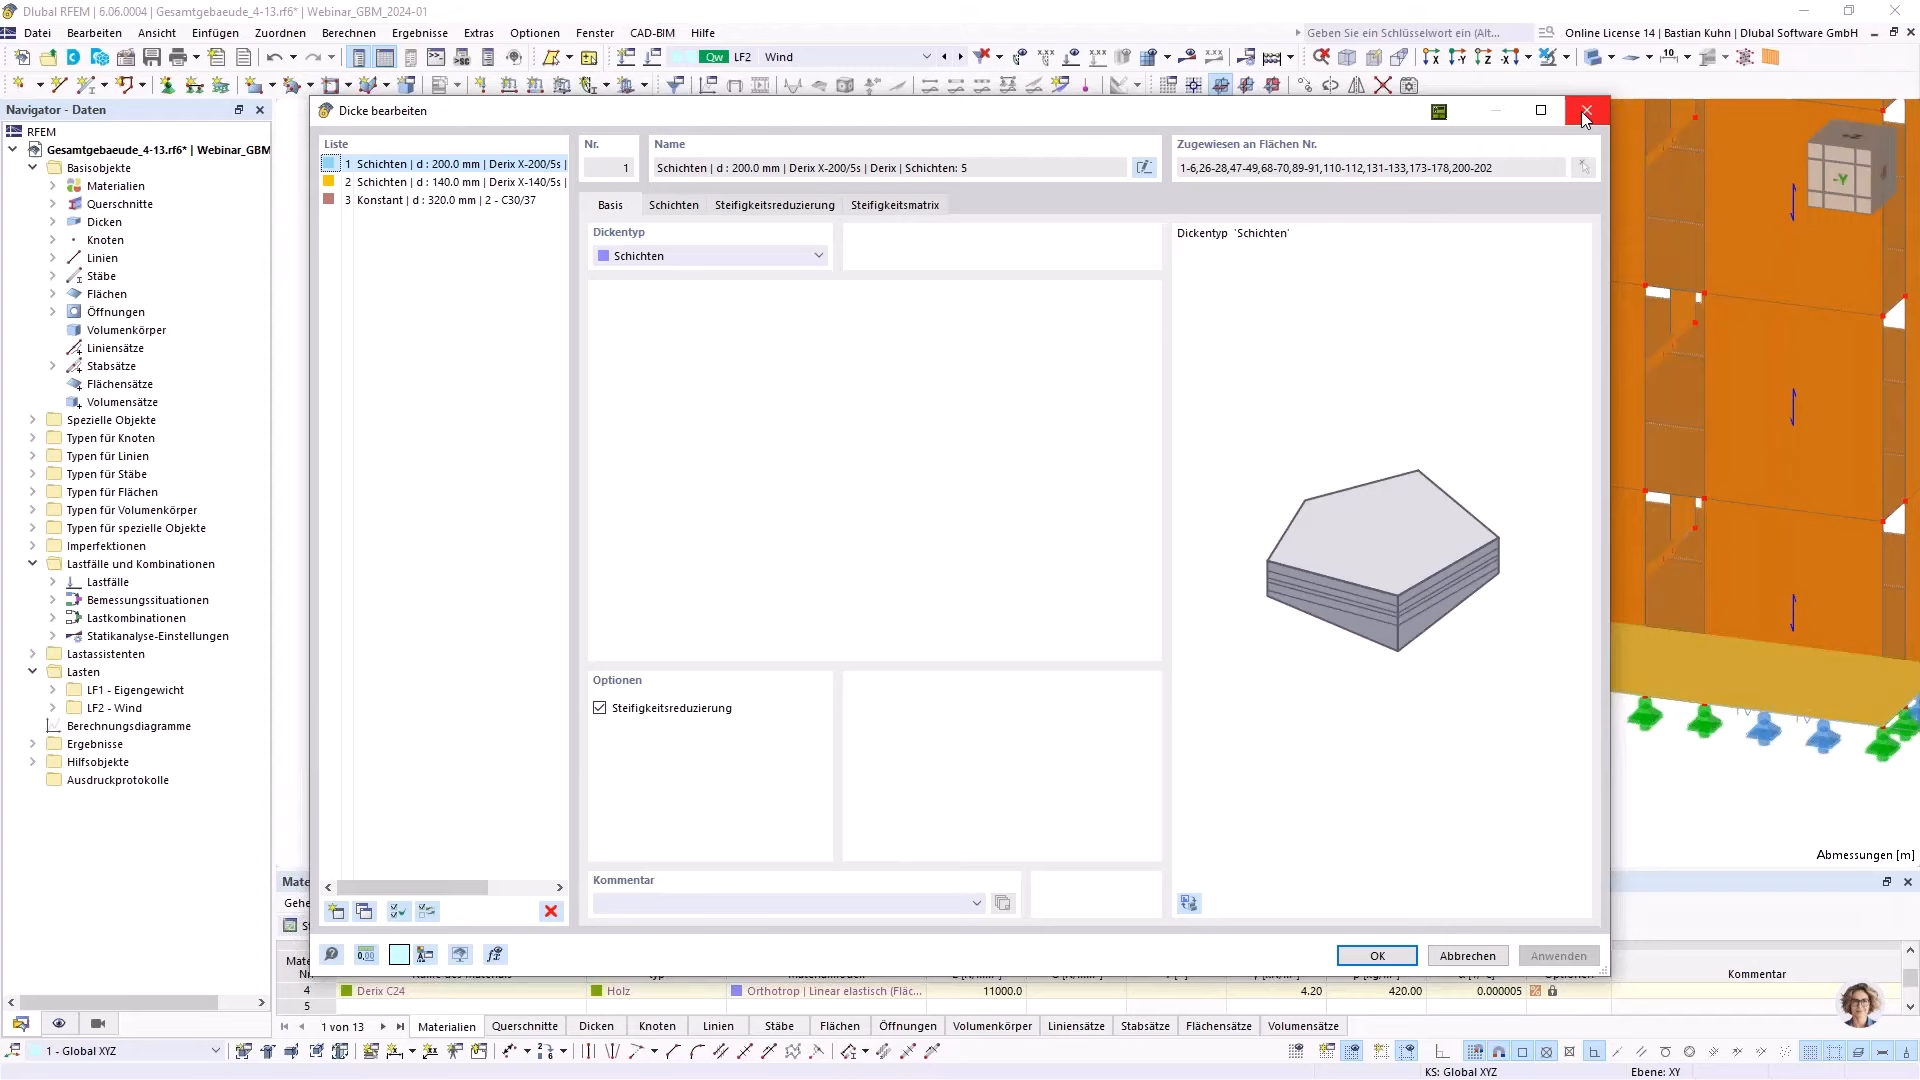 Dlubal RFEM | 6.06.0004 | Gesamtgebaeude_4-13.rf6* | Webinar_GBM_2024-01
Datei Bearbeiten Ansicht Einfügen Zuordnen Berechnen Ergebnisse Extras Optionen Fenster CAD-BIM Hilfe
Geben Sie ein Schlüsselwort ein (Alt... Online License 14 | Bastian Kuhn | Dlubal Software GmbH
Qw LF2 Wind
Navigator - Daten
RFEM
Gesamtgebaeude_4-13.rf6* | Webinar_GBM
Basisobjekte
Materialien
Querschnitte
Dicken
Knoten
Linien
Stäbe
Flächen
Öffnungen
Volumenkörper
Liniensätze
Stabsätze
Flächensätze
Volumensätze
Spezielle Objekte
Typen für Knoten
Typen für Linien
Typen für Stäbe
Typen für Flächen
Typen für Volumenkörper
Typen für spezielle Objekte
Imperfektionen
Lastfälle und Kombinationen
Lastfälle
Bemessungssituationen
Lastkombinationen
Statikanalyse-Einstellungen
Lastassistenten
Lasten
LF1 - Eigengewicht
LF2 - Wind
Berechnungsdiagramme
Ergebnisse
Hilfsobjekte
Ausdruckprotokolle
Dicke bearbeiten
Liste
1 Schichten | d : 200.0 mm | Derix X-200/5s |
2 Schichten | d : 140.0 mm | Derix X-140/5s |
3 Konstant | d : 320.0 mm | 2 - C30/37
Nr.
1
Name
Schichten | d : 200.0 mm | Derix X-200/5s | Derix | Schichten: 5
Zugewiesen an Flächen Nr.
1-6,26-28,47-49,68-70,89-91,110-112,131-133,173-178,200-202
Basis Schichten Steifigkeitsreduzierung Steifigkeitsmatrix
Dickentyp
Schichten
Dickentyp 'Schichten'
Optionen
Steifigkeitsreduzierung
Kommentar
OK Abbrechen Anwenden
-Y
Abmessungen [m]
Mate
Gehe
Mate
Kommentar
4 Derix C24 Holz Orthotrop | Linear elastisch (Fläc... 11000.0 4.20 420.00 0.000005
5
1 von 13 Materialien Querschnitte Dicken Knoten Linien Stäbe Flächen Öffnungen Volumenkörper Liniensätze Stabsätze Flächensätze Volumensätze
1 - Global XYZ
KS: Global XYZ Ebene: XY